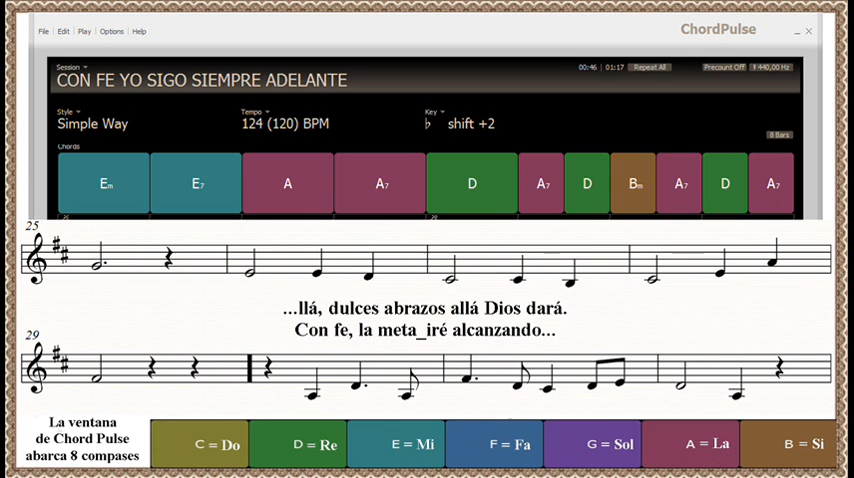 File Edit Play Options Help
ChordPulse
Session
00:46 | 01:17 Repeat All Precount Off 440,00 Hz
CON FE YO SIGO SIEMPRE ADELANTE
Style Tempo Key
Simple Way 124 (120) BPM ♭ shift +2
8 Bars
Chords
Em E7 A A7 D A7 D Bm A7 D A7
25
25
...llá, dulces abrazos allá Dios dará.
Con fe, la meta_iré alcanzando...
29
La ventana
de Chord Pulse
abarca 8 compases
C = Do D = Re E = Mi F = Fa G = Sol A = La B = Si